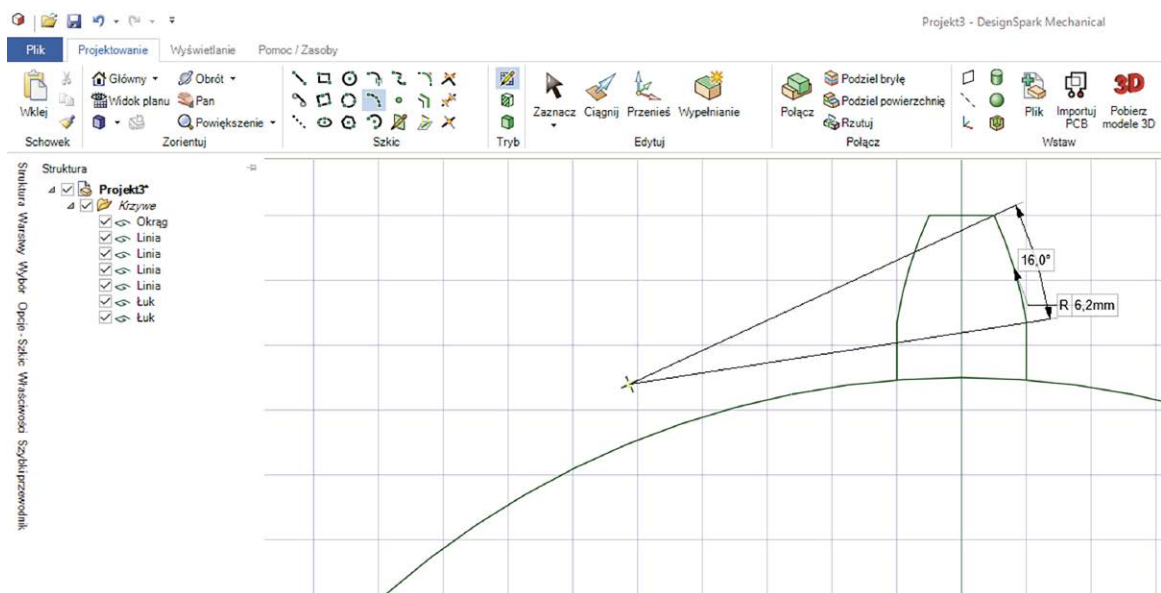 Projekt3 - DesignSpark Mechanical
Plik Projektowanie Wyświetlanie Pomoc / Zasoby
Wklej
Schowek
Główny
Obrót
Widok planu
Pan
Powiększenie
Zorientuj
Szkic
Tryb
Zaznacz Ciągnij Przenieś Wypełnianie
Edytuj
Połącz
Podziel bryłę
Podziel powierzchnię
Rzutuj
Połącz
Plik
Importuj PCB
3D
Pobierz modele 3D
Wstaw
Struktura Warstwy Wybór Opcje - Szkic Właściwości Szybki przewodnik
Struktura
Projekt3*
Krzywe
Okrąg
Linia
Linia
Linia
Linia
Łuk
Łuk
16,0°
R 6,2mm